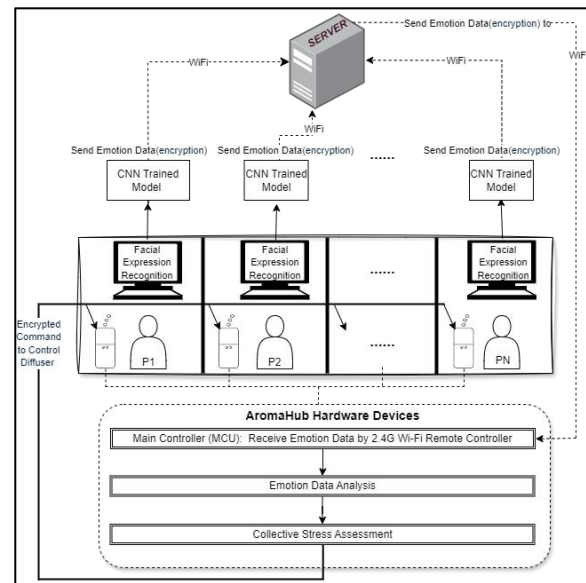 SERVER
Send Emotion Data(encryption) to
WiFi
WiFi
WiFi
WiFi
Send Emotion Data(encryption)
Send Emotion Data(encryption)
......
Send Emotion Data(encryption)
CNN Trained
Model
CNN Trained
Model
CNN Trained
Model
Facial
Expression
Recognition
Facial
Expression
Recognition
......
Facial
Expression
Recognition
Encrypted
Command
to Control
Diffuser
P1
P2
......
PN
AromaHub Hardware Devices
Main Controller (MCU): Receive Emotion Data by 2.4G Wi-Fi Remote Controller
Emotion Data Analysis
Collective Stress Assessment